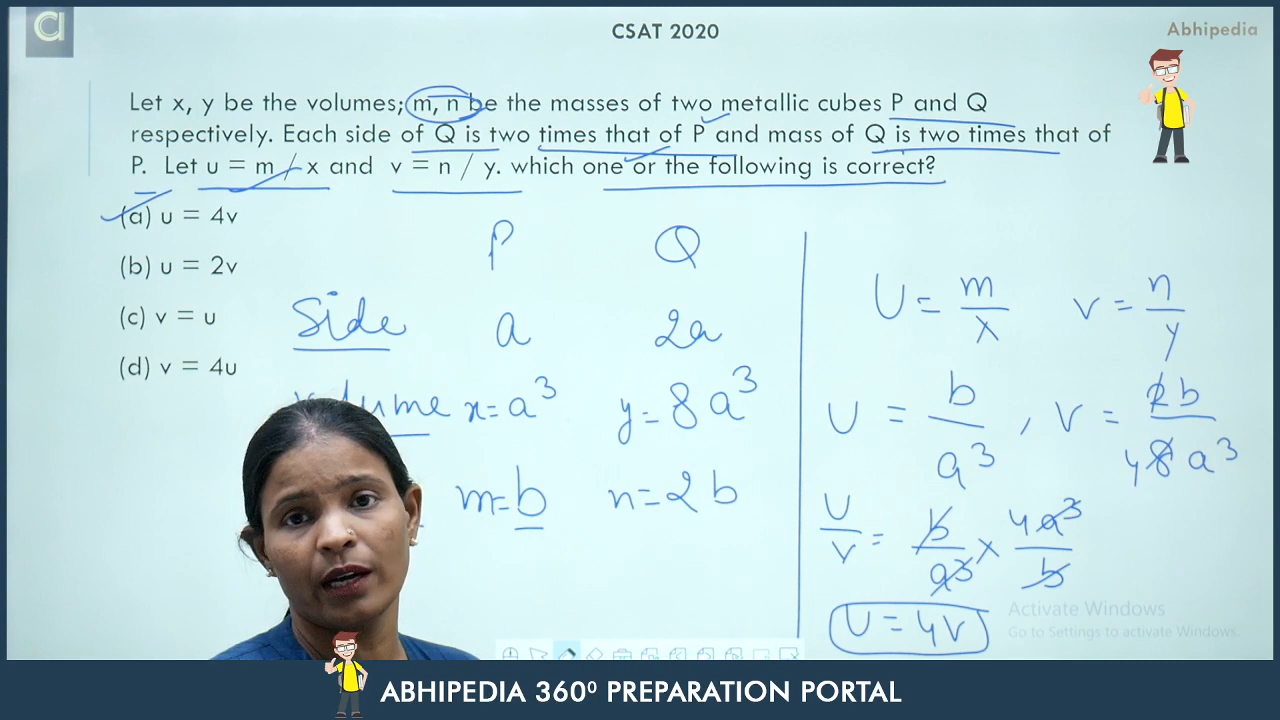 CSAT 2020
Abhipedia
Let x, y be the volumes; m, n be the masses of two metallic cubes P and Q
respectively. Each side of Q is two times that of P and mass of Q is two times that of
P. Let u = m / x and v = n / y. which one or the following is correct?
(a) u = 4v
(b) u = 2v
(c) v = u
(d) v = 4u
P Q
Side a 2a
volume x = a³ y = 8a³
m = b n = 2b
U = m/x v = n/y
U = b/a³ , v = 2b/8a³ 4
U/v = b/a³ × 4a³/b
U = 4v
Activate Windows
Go to Settings to activate Windows.
ABHIPEDIA 360⁰ PREPARATION PORTAL